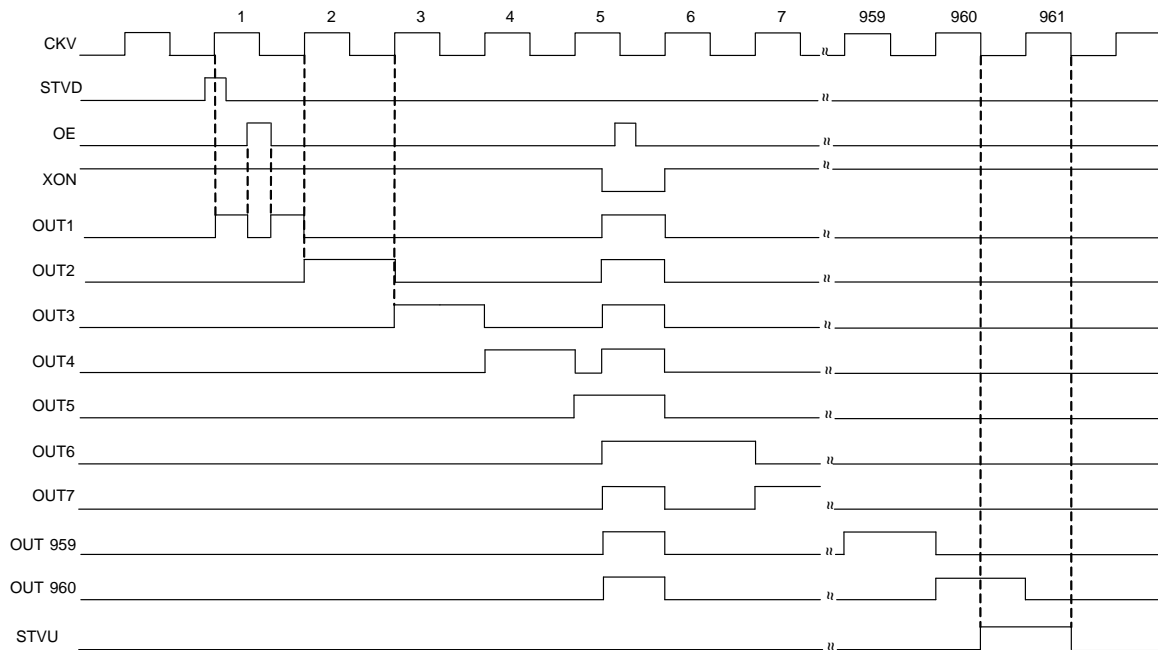 1 2 3 4 5 6 7 959 960 961
CKV
STVD
OE
XON
OUT1
OUT2
OUT3
OUT4
OUT5
OUT6
OUT7
OUT 959
OUT 960
STVU